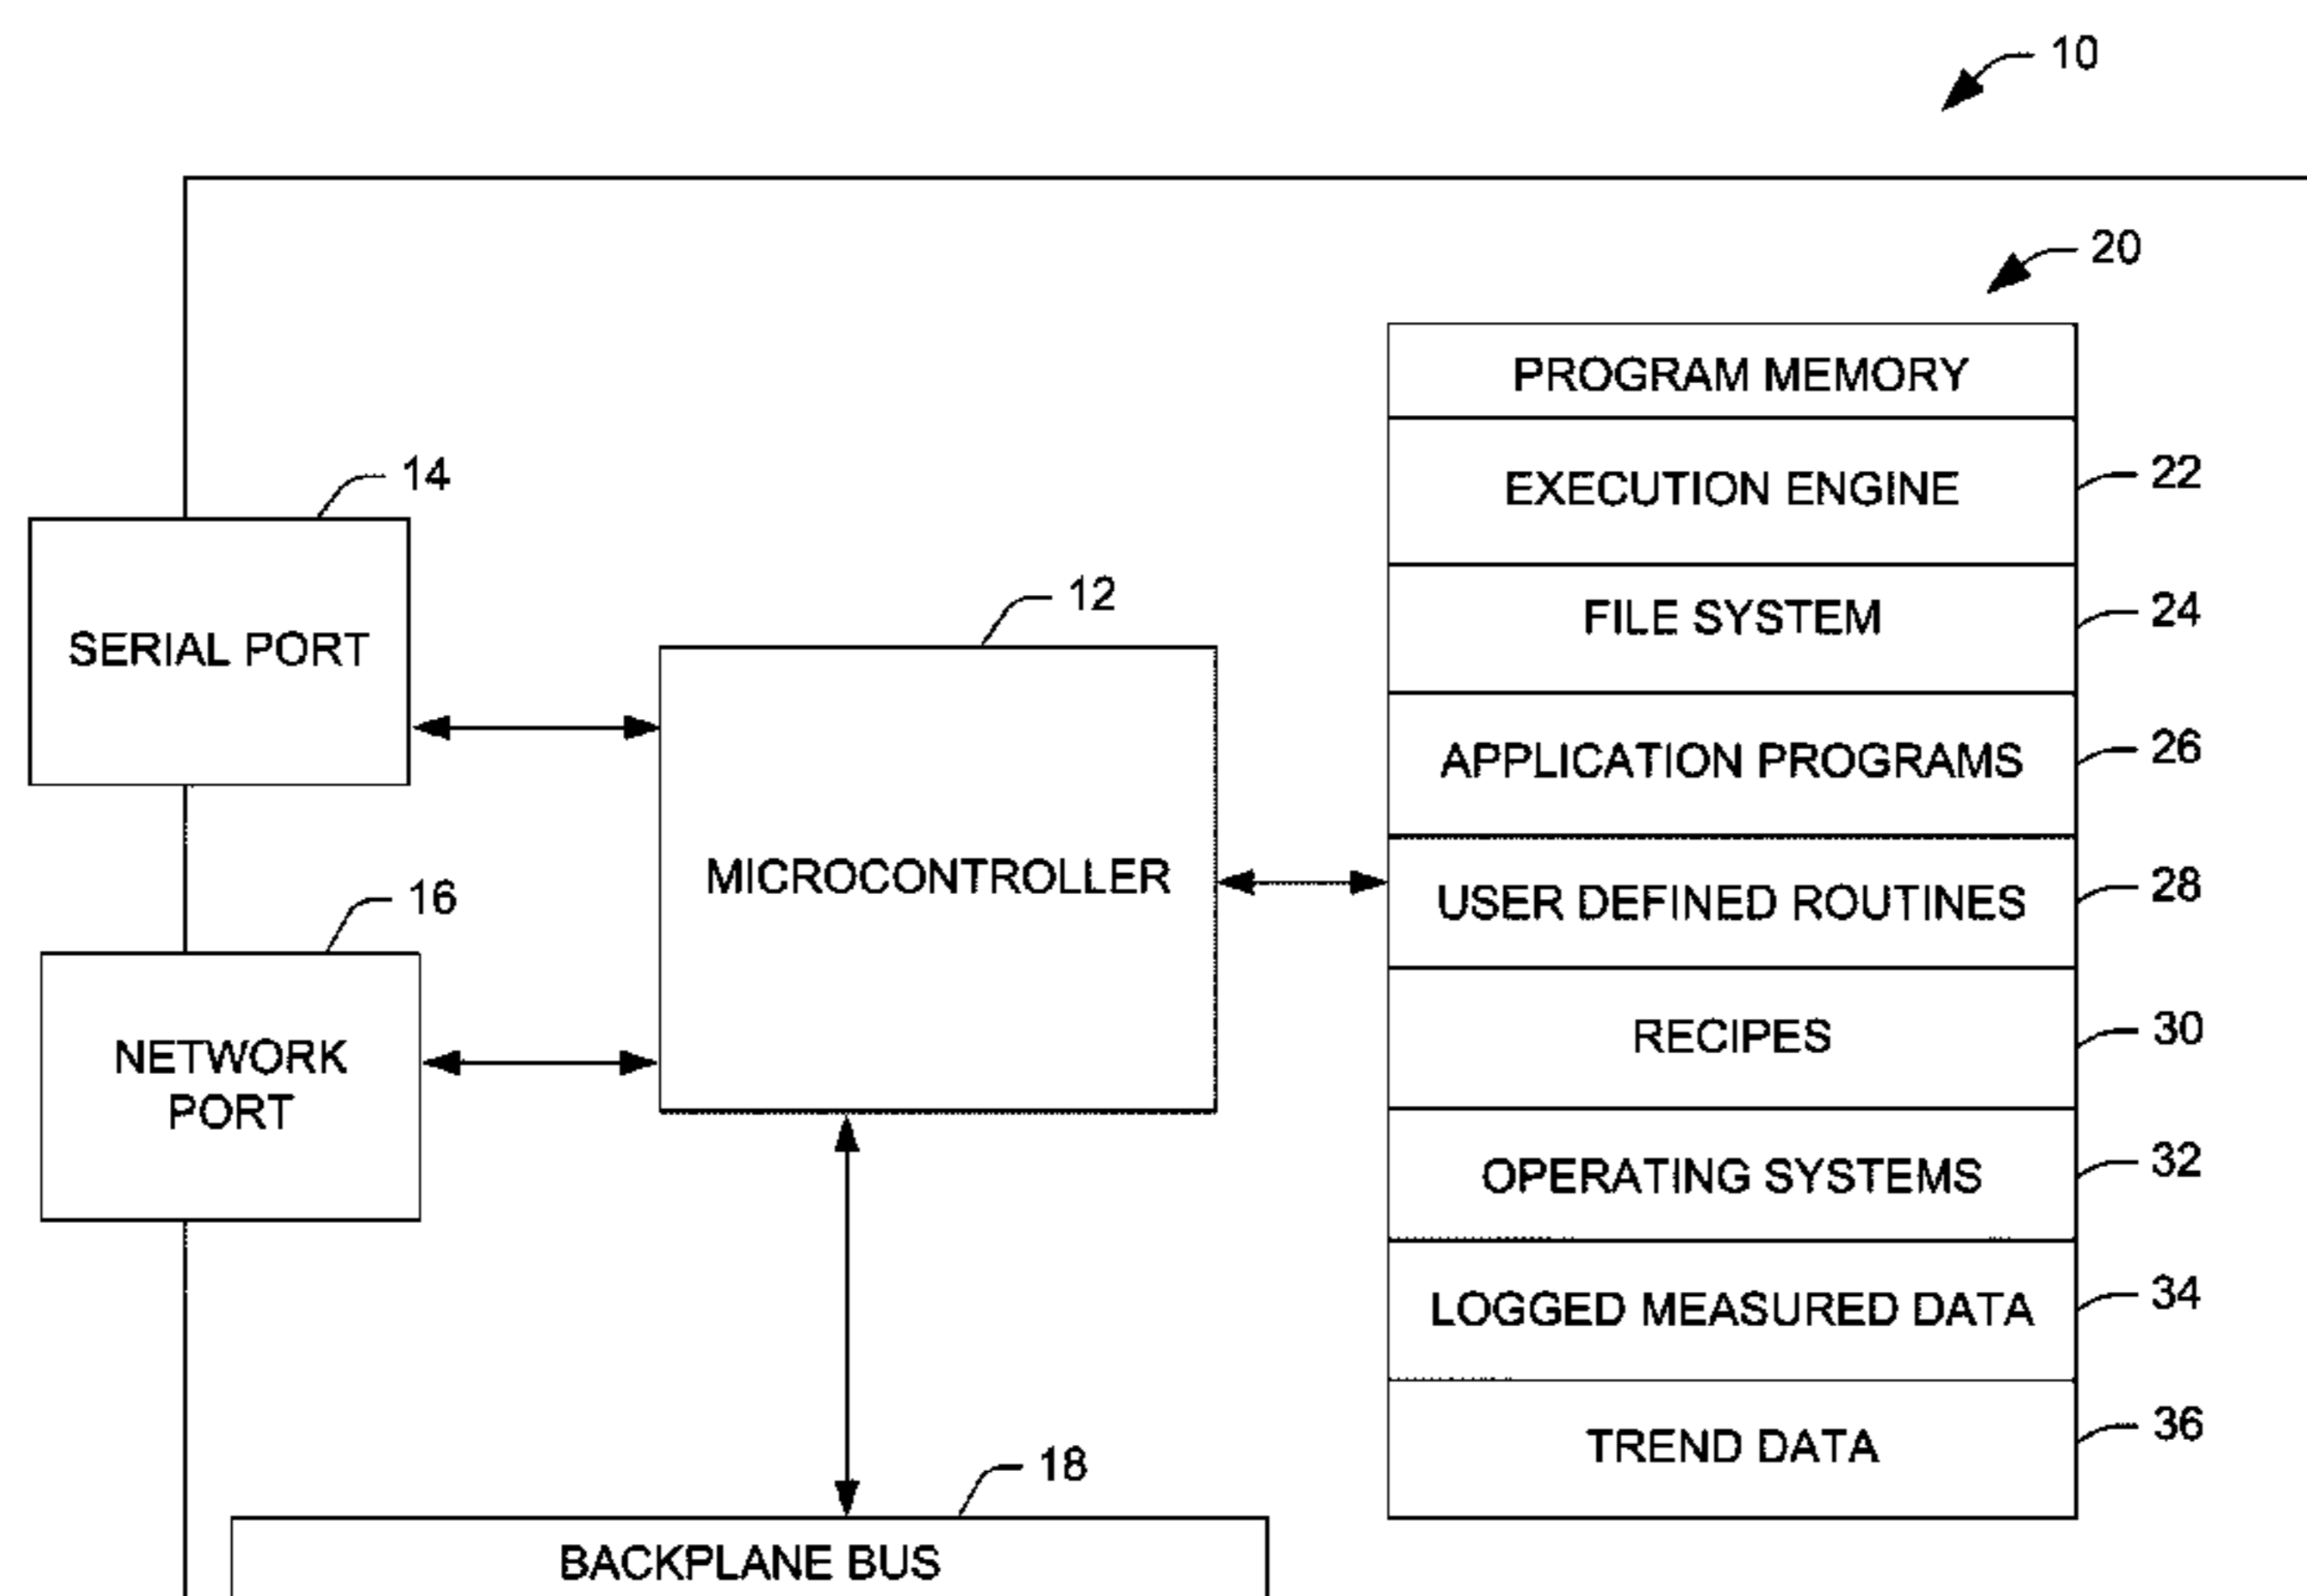 10
20
PROGRAM MEMORY
EXECUTION ENGINE
22
14
FILE SYSTEM
24
12
SERIAL PORT
APPLICATION PROGRAMS
26
MICROCONTROLLER
USER DEFINED ROUTINES
28
16
NETWORK
PORT
RECIPES
30
OPERATING SYSTEMS
32
LOGGED MEASURED DATA
34
TREND DATA
36
18
BACKPLANE BUS